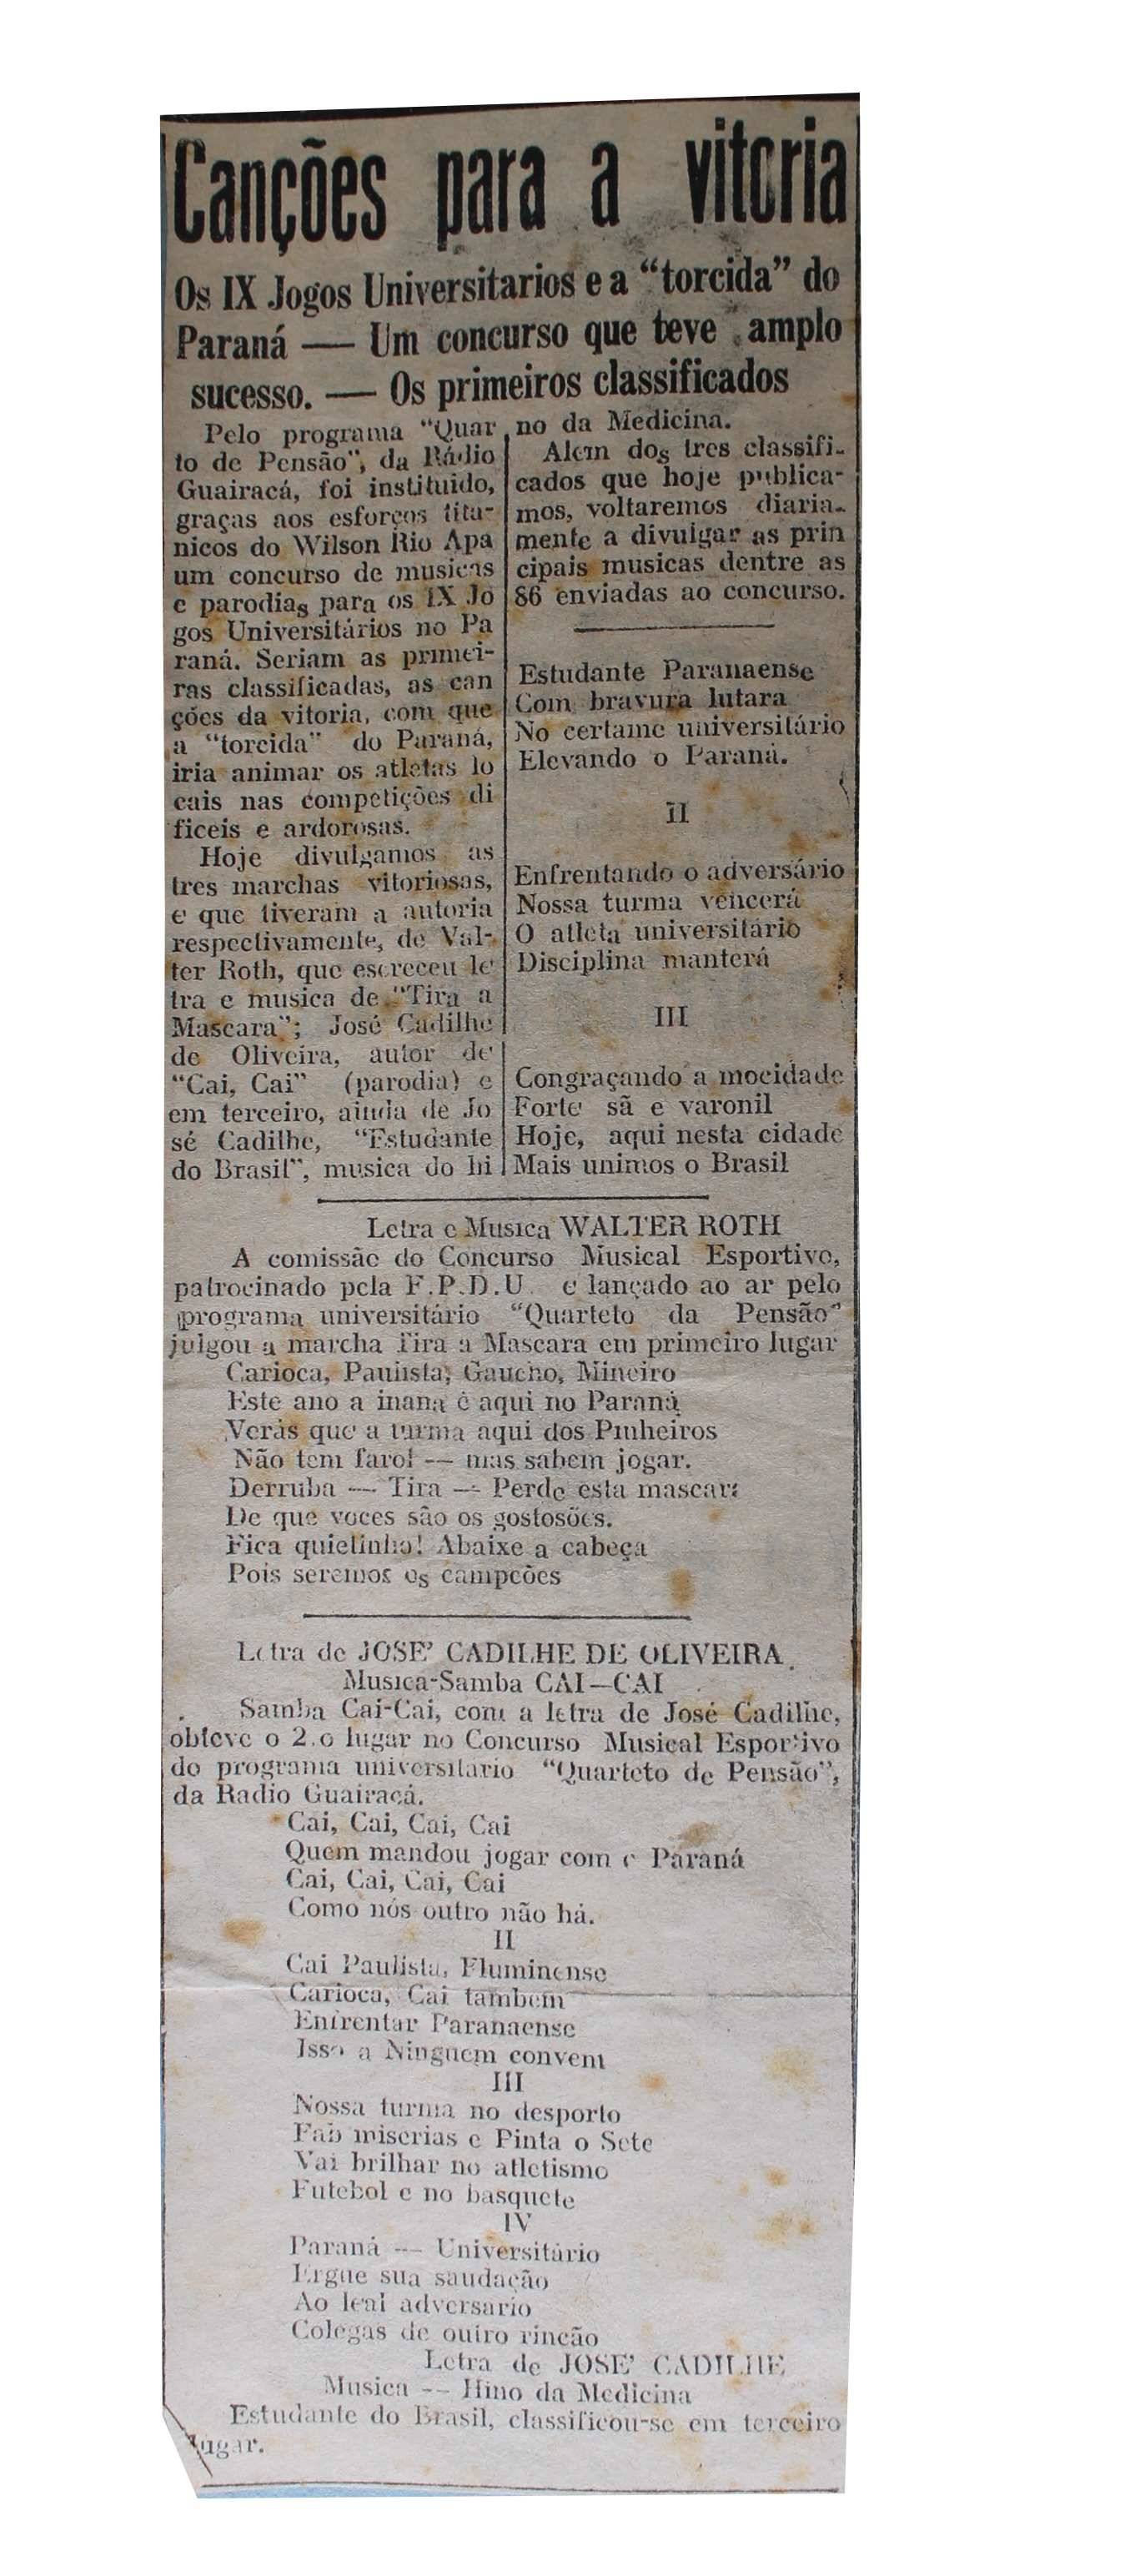 Canções para a vitoria
Os IX Jogos Universitarios e a “torcida” do
Paraná — Um concurso que teve amplo
sucesso. — Os primeiros classificados
Pelo programa “Quar
to de Pensão”, da Rádio
Guairacá, foi instituido,
graças aos esforços tita-
nicos do Wilson Rio Apa
um concurso de musicas
e parodias para os IX Jo
gos Universitários no Pa
raná. Seriam as primei-
ras classificadas, as can
ções da vitoria, com que
a “torcida” do Paraná,
iria animar os atletas lo
cais nas competições di
ficeis e ardorosas.
Hoje divulgamos as
tres marchas vitoriosas,
e que tiveram a autoria
respectivamente, de Val-
ter Roth, que escreceu le
tra e musica de “Tira a
Mascara”; José Cadilhe
de Oliveira, autor de
“Cai, Cai” (parodia) e
em terceiro, ainda de Jo
sé Cadilhe, “Estudante
do Brasil”, musica do hi
no da Medicina.
Alem dos tres classifi-
cados que hoje publica-
mos, voltaremos diaria-
mente a divulgar as prin
cipais musicas dentre as
86 enviadas ao concurso.
Estudante Paranaense
Com bravura lutara
No certame universitário
Elevando o Paraná.
II
Enfrentando o adversário
Nossa turma vencerá
O atleta universitário
Disciplina manterá
III
Congraçando a mocidade
Forte sã e varonil
Hoje, aqui nesta cidade
Mais unimos o Brasil
Letra e Musica WALTER ROTH
A comissão do Concurso Musical Esportivo,
patrocinado pela F.P.D.U. e lançado ao ar pelo
programa universitário “Quarteto da Pensão”
julgou a marcha Tira a Mascara em primeiro lugar
Carioca, Paulista, Gaucho, Mineiro
Este ano a inana é aqui no Paraná
Verás que a turma aqui dos Pinheiros
Não tem farol — mas sabem jogar.
Derruba — Tira — Perde esta mascara
De que voces são os gostosões.
Fica quietinho! Abaixe a cabeça
Pois seremos os campeões
Letra de JOSE’ CADILHE DE OLIVEIRA
Musica-Samba CAI—CAI
Samba Cai-Cai, com a letra de José Cadilhe,
obteve o 2.o lugar no Concurso Musical Esportivo
do programa universitario “Quarteto de Pensão”,
da Radio Guairacá.
Cai, Cai, Cai, Cai
Quem mandou jogar com o Paraná
Cai, Cai, Cai, Cai
Como nós outro não há.
II
Cai Paulista, Fluminense
Carioca, Cai tambem
Enfrentar Paranaense
Isso a Ninguem convem
III
Nossa turma no desporto
Fab miserias e Pinta o Sete
Vai brilhar no atletismo
Futebol e no basquete
IV
Paraná — Universitário
Ergue sua saudação
Ao leal adversario
Colegas de outro rincão
Letra de JOSE’ CADILHE
Musica — Hino da Medicina
Estudante do Brasil, classificou-se em terceiro
lugar.